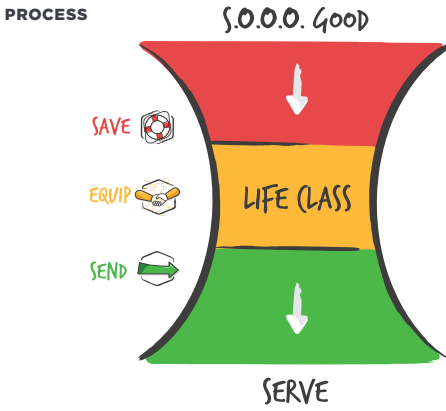 PROCESS
S.O.O.O. GOOD
SAVE
EQUIP
LIFE CLASS
SEND
SERVE